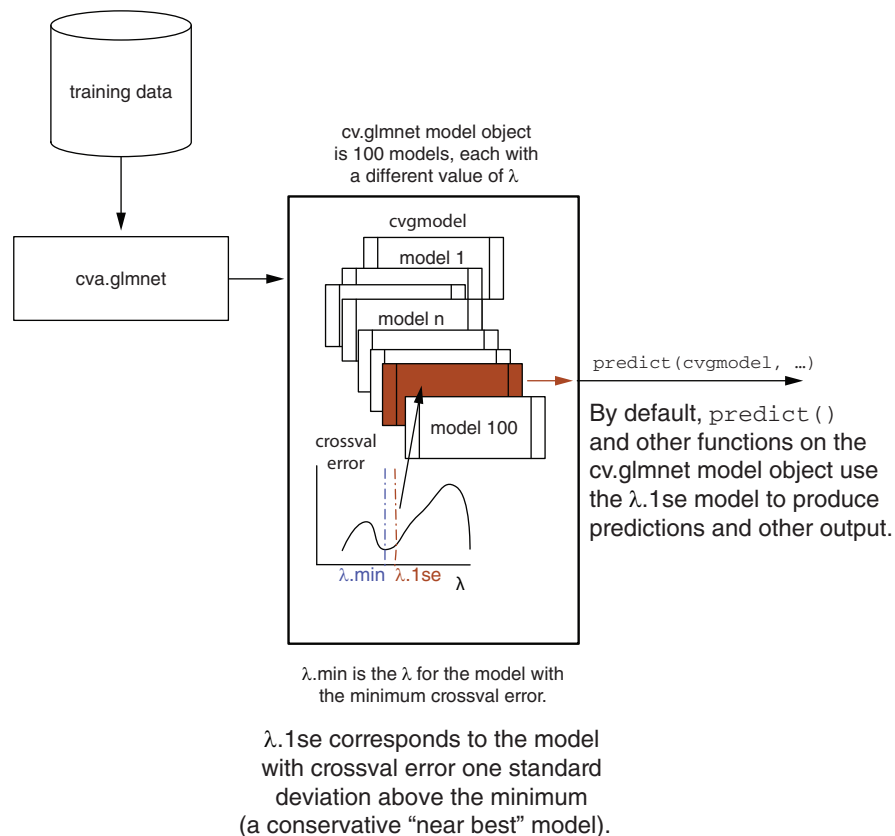 training data
cva.glmnet
cv.glmnet model object
is 100 models, each with
a different value of λ
cvgmodel
model 1
model n
model 100
crossval
error
λ.min
λ.1se
λ
predict(cvgmodel, …)
By default, predict()
and other functions on the
cv.glmnet model object use
the λ.1se model to produce
predictions and other output.
λ.min is the λ for the model with
the minimum crossval error.
λ.1se corresponds to the model
with crossval error one standard
deviation above the minimum
(a conservative “near best” model).